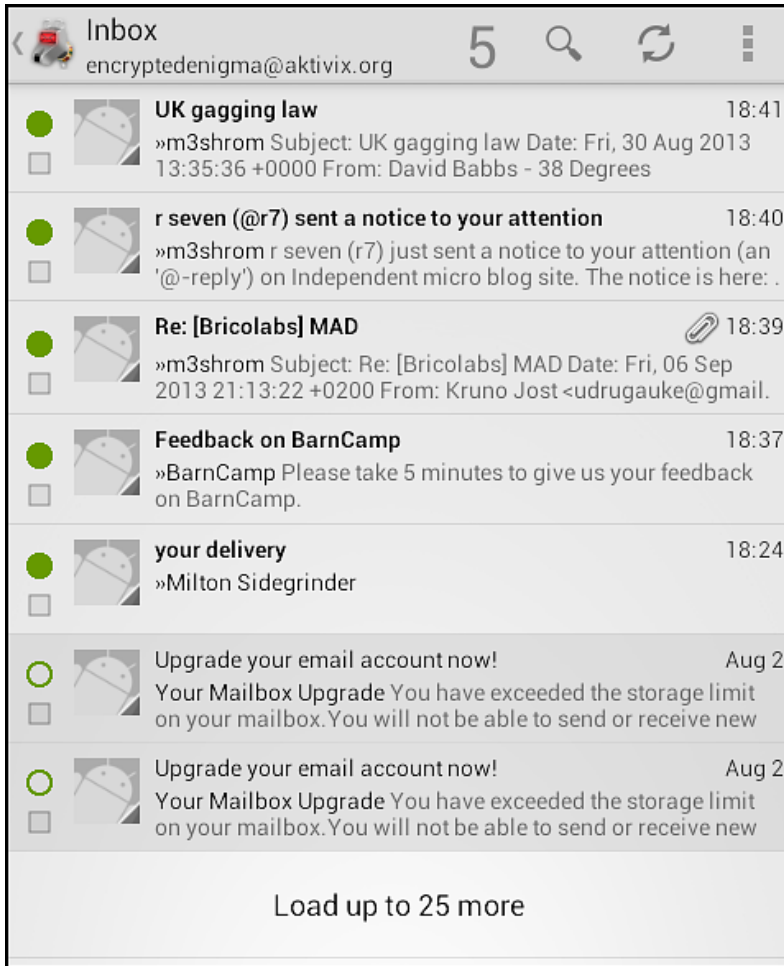 Inbox
encryptedenigma@aktivix.org
5
UK gagging law 18:41
»m3shrom Subject: UK gagging law Date: Fri, 30 Aug 2013
13:35:36 +0000 From: David Babbs - 38 Degrees
r seven (@r7) sent a notice to your attention 18:40
»m3shrom r seven (r7) just sent a notice to your attention (an
'@-reply') on Independent micro blog site. The notice is here: .
Re: [Bricolabs] MAD 18:39
»m3shrom Subject: Re: [Bricolabs] MAD Date: Fri, 06 Sep
2013 21:13:22 +0200 From: Kruno Jost <udrugauke@gmail.
Feedback on BarnCamp 18:37
»BarnCamp Please take 5 minutes to give us your feedback
on BarnCamp.
your delivery 18:24
»Milton Sidegrinder
Upgrade your email account now! Aug 2
Your Mailbox Upgrade You have exceeded the storage limit
on your mailbox.You will not be able to send or receive new
Upgrade your email account now! Aug 2
Your Mailbox Upgrade You have exceeded the storage limit
on your mailbox.You will not be able to send or receive new
Load up to 25 more